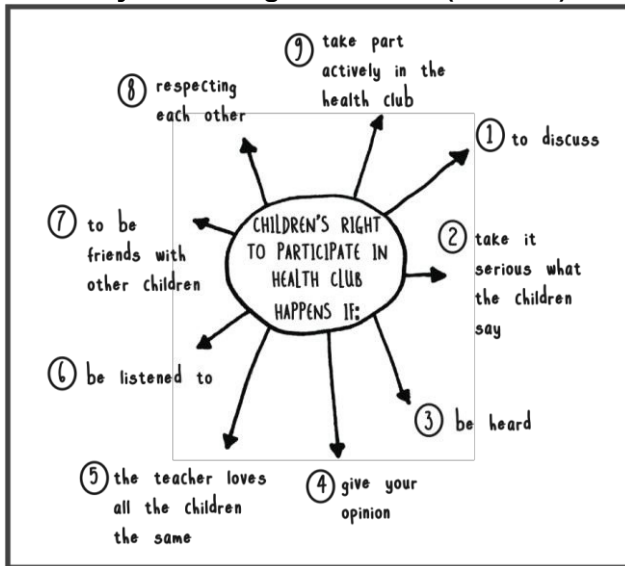 CHILDREN'S RIGHT
TO PARTICIPATE IN
HEALTH CLUB
HAPPENS IF:
1 to discuss
2 take it
serious what
the children
say
3 be heard
4 give your
opinion
5 the teacher loves
all the children
the same
6 be listened to
7 to be
friends with
other children
8 respecting
each other
9 take part
actively in the
health club